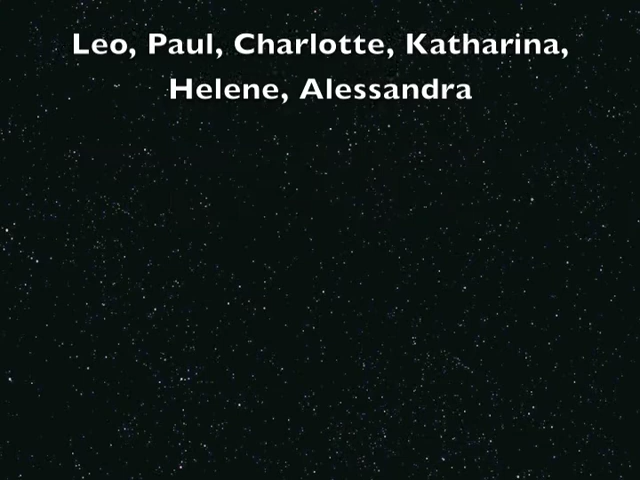 Leo, Paul, Charlotte, Katharina,
Helene, Alessandra